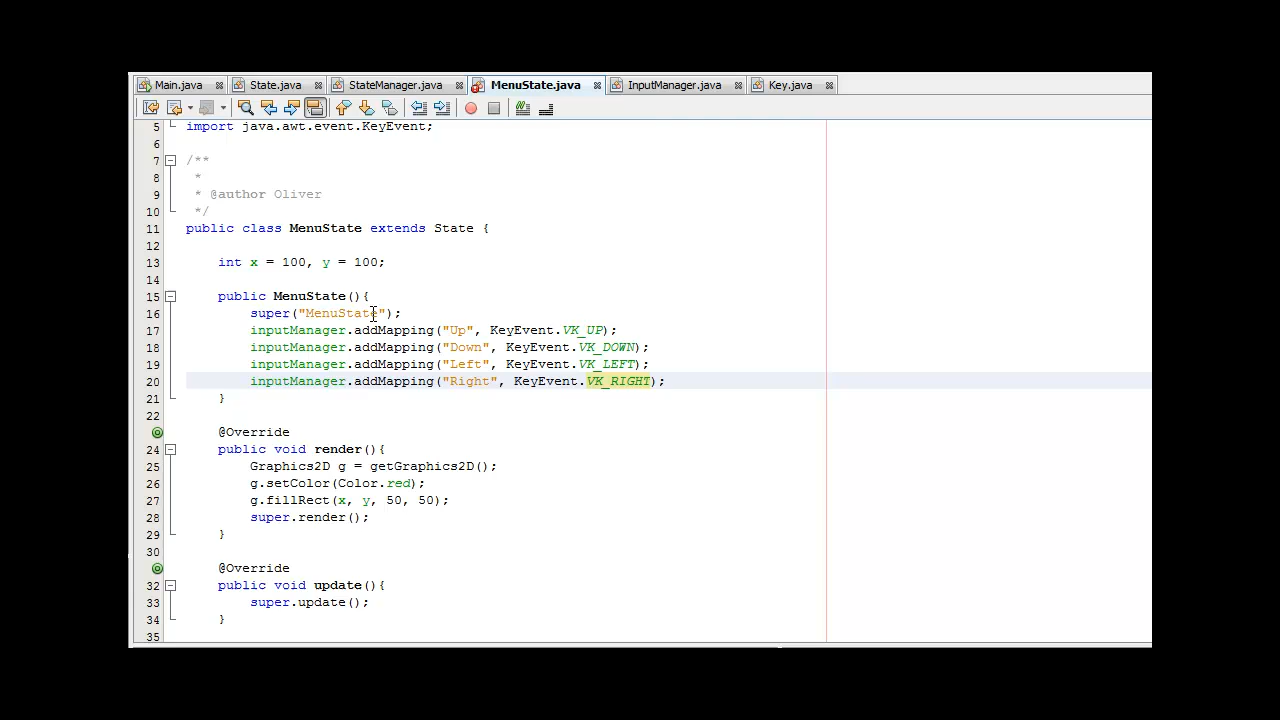 Main.java State.java StateManager.java MenuState.java InputManager.java Key.java
5 import java.awt.event.KeyEvent;
6
7 /**
8 *
9 * @author Oliver
10 */
11 public class MenuState extends State {
12
13 int x = 100, y = 100;
14
15 public MenuState(){
16 super("MenuState");
17 inputManager.addMapping("Up", KeyEvent.VK_UP);
18 inputManager.addMapping("Down", KeyEvent.VK_DOWN);
19 inputManager.addMapping("Left", KeyEvent.VK_LEFT);
20 inputManager.addMapping("Right", KeyEvent.VK_RIGHT);
21 }
22
@Override
24 public void render(){
25 Graphics2D g = getGraphics2D();
26 g.setColor(Color.red);
27 g.fillRect(x, y, 50, 50);
28 super.render();
29 }
30
@Override
32 public void update(){
33 super.update();
34 }
35